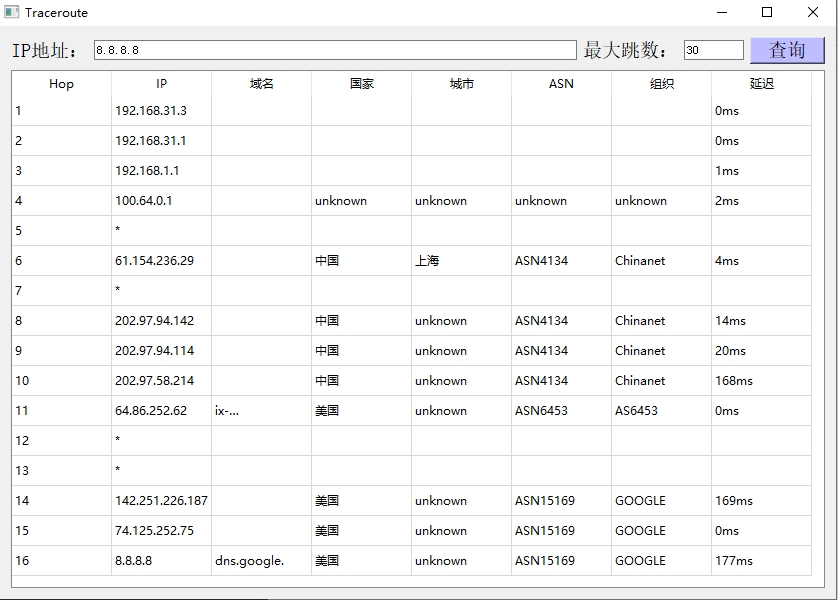 Traceroute
IP地址： 8.8.8.8 最大跳数： 30 查询
Hop IP 域名 国家 城市 ASN 组织 延迟
1 192.168.31.3 0ms
2 192.168.31.1 0ms
3 192.168.1.1 1ms
4 100.64.0.1 unknown unknown unknown unknown 2ms
5 *
6 61.154.236.29 中国 上海 ASN4134 Chinanet 4ms
7 *
8 202.97.94.142 中国 unknown ASN4134 Chinanet 14ms
9 202.97.94.114 中国 unknown ASN4134 Chinanet 20ms
10 202.97.58.214 中国 unknown ASN4134 Chinanet 168ms
11 64.86.252.62 ix-... 美国 unknown ASN6453 AS6453 0ms
12 *
13 *
14 142.251.226.187 美国 unknown ASN15169 GOOGLE 169ms
15 74.125.252.75 美国 unknown ASN15169 GOOGLE 0ms
16 8.8.8.8 dns.google. 美国 unknown ASN15169 GOOGLE 177ms